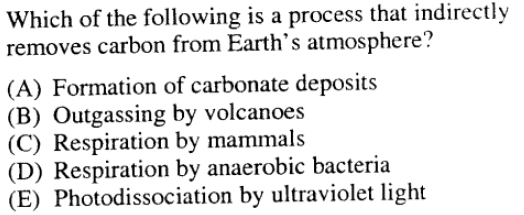 Which of the following is a process that indirectly
removes carbon from Earth's atmosphere?
(A) Formation of carbonate deposits
(B) Outgassing by volcanoes
(C) Respiration by mammals
(D) Respiration by anaerobic bacteria
(E) Photodissociation by ultraviolet light